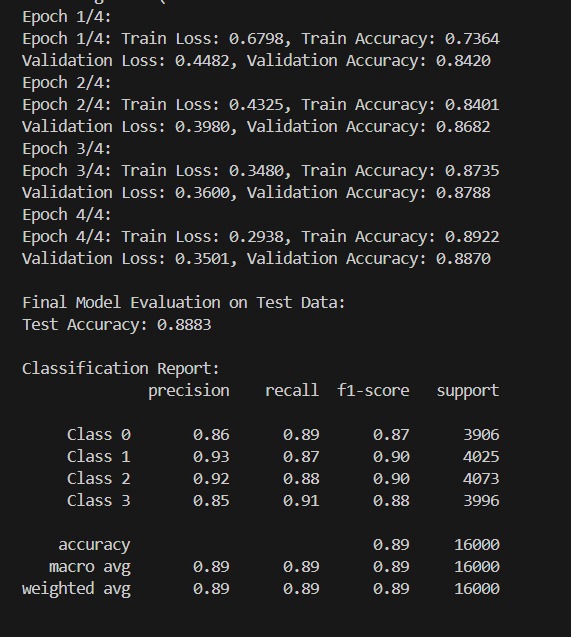 Epoch 1/4:
Epoch 1/4: Train Loss: 0.6798, Train Accuracy: 0.7364
Validation Loss: 0.4482, Validation Accuracy: 0.8420
Epoch 2/4:
Epoch 2/4: Train Loss: 0.4325, Train Accuracy: 0.8401
Validation Loss: 0.3980, Validation Accuracy: 0.8682
Epoch 3/4:
Epoch 3/4: Train Loss: 0.3480, Train Accuracy: 0.8735
Validation Loss: 0.3600, Validation Accuracy: 0.8788
Epoch 4/4:
Epoch 4/4: Train Loss: 0.2938, Train Accuracy: 0.8922
Validation Loss: 0.3501, Validation Accuracy: 0.8870
Final Model Evaluation on Test Data:
Test Accuracy: 0.8883
Classification Report:
precision recall f1-score support
Class 0 0.86 0.89 0.87 3906
Class 1 0.93 0.87 0.90 4025
Class 2 0.92 0.88 0.90 4073
Class 3 0.85 0.91 0.88 3996
accuracy 0.89 16000
macro avg 0.89 0.89 0.89 16000
weighted avg 0.89 0.89 0.89 16000